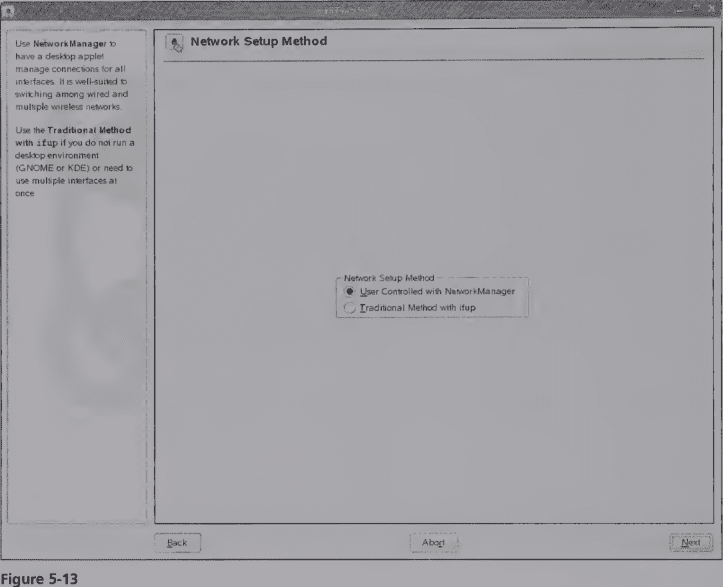 Use NetworkManager to
have a desktop applet
manage connections for all
interfaces. It is well-suited to
switching among wired and
multiple wireless networks.
Use the Traditional Method
with ifup if you do not run a
desktop environment
(GNOME or KDE) or need to
use multiple interfaces at
once
Network Setup Method
Network Setup Method
User Controlled with NetworkManager
Traditional Method with ifup
Back
Abort
Next
Figure 5-13